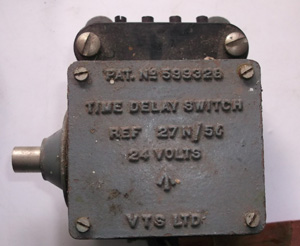 PAT. No 599328
TIME DELAY SWITCH
REF 27N/56
24 VOLTS
VTS LTD